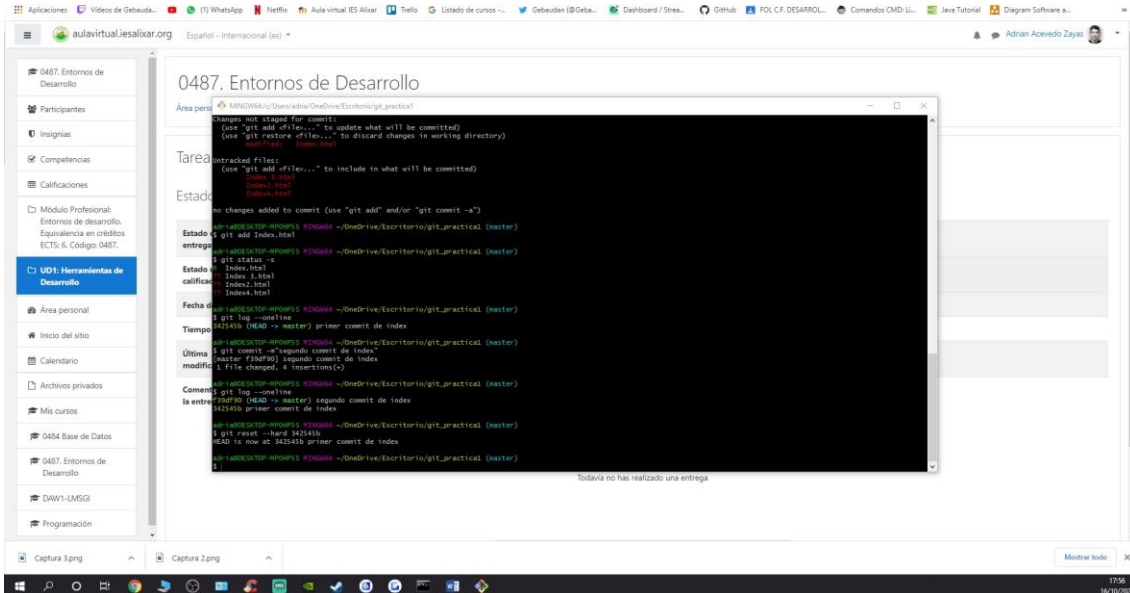 Aplicaciones
Vídeos de Gebauda...
(1) WhatsApp
Netflix
Aula virtual IES Alixar
Trello
Listado de cursos -...
Gebaudan (@Geba...
Dashboard / Strea...
GitHub
FOL C.F. DESARROL...
Comandos CMD: Li...
Java Tutorial
Diagram Software a...
aulavirtual.iesalixar.org
Español - Internacional (es)
Adrian Acevedo Zayas
0487. Entornos de
Desarrollo
Participantes
Insignias
Competencias
Calificaciones
Módulo Profesional:
Entornos de desarrollo.
Equivalencia en créditos
ECTS: 6. Código: 0487.
UD1: Herramientas de
Desarrollo
Área personal
Inicio del sitio
Calendario
Archivos privados
Mis cursos
0484 Base de Datos
0487. Entornos de
Desarrollo
DAW1-LMSGI
Programación
0487. Entornos de Desarrollo
Área pers
Tarea
Estado
Estado
entrega
Estado
califica
Fecha d
Tiempo
Última
modific
Coment
la entre
MINGW64:/c/Users/adria/OneDrive/Escritorio/git_practica1
Changes not staged for commit:
(use "git add <file>..." to update what will be committed)
(use "git restore <file>..." to discard changes in working directory)
modified: Index.html
Untracked files:
(use "git add <file>..." to include in what will be committed)
Index 3.html
Index2.html
Index4.html
no changes added to commit (use "git add" and/or "git commit -a")
adria@DESKTOP-MPOHPSS MINGW64 ~/OneDrive/Escritorio/git_practica1 (master)
$ git add Index.html
adria@DESKTOP-MPOHPSS MINGW64 ~/OneDrive/Escritorio/git_practica1 (master)
$ git status -s
M Index.html
?? Index 3.html
?? Index2.html
?? Index4.html
adria@DESKTOP-MPOHPSS MINGW64 ~/OneDrive/Escritorio/git_practica1 (master)
$ git log --oneline
342545b (HEAD -> master) primer commit de index
adria@DESKTOP-MPOHPSS MINGW64 ~/OneDrive/Escritorio/git_practica1 (master)
$ git commit -m"segundo commit de index"
[master f39df90] segundo commit de index
1 file changed, 4 insertions(+)
adria@DESKTOP-MPOHPSS MINGW64 ~/OneDrive/Escritorio/git_practica1 (master)
$ git log --oneline
f39df90 (HEAD -> master) segundo commit de index
342545b primer commit de index
adria@DESKTOP-MPOHPSS MINGW64 ~/OneDrive/Escritorio/git_practica1 (master)
$ git reset --hard 342545b
HEAD is now at 342545b primer commit de index
adria@DESKTOP-MPOHPSS MINGW64 ~/OneDrive/Escritorio/git_practica1 (master)
$
Todavía no has realizado una entrega
Captura 3.png
Captura 2.png
Mostrar todo
17:56